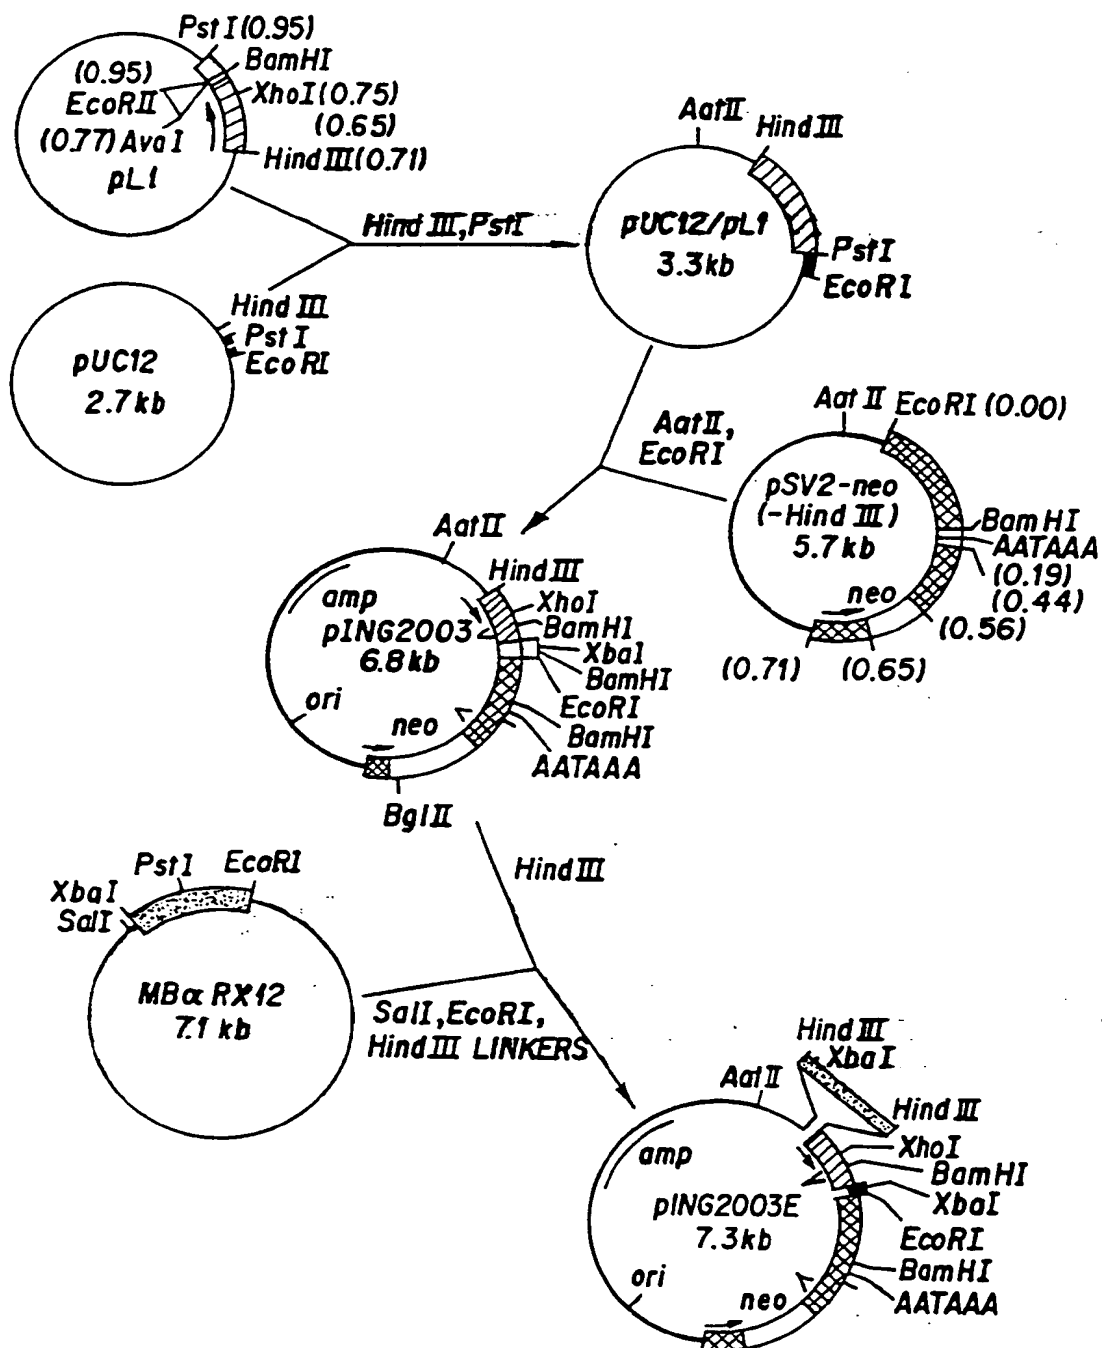 PstI (0.95)
BamHI
(0.95)
EcoRII
XhoI (0.75)
(0.65)
(0.77) AvaI
HindIII (0.71)
pL1
HindIII, PstI
HindIII
PstI
EcoRI
pUC12
2.7kb
AatII
HindIII
pUC12/pL1
3.3kb
PstI
EcoRI
AatII,
EcoRI
AatII
EcoRI (0.00)
pSV2-neo
(-HindIII)
5.7kb
BamHI
AATAAA
(0.19)
(0.44)
neo
(0.56)
(0.71)
(0.65)
AatII
HindIII
amp
XhoI
pING2003
BamHI
6.8kb
XbaI
BamHI
ori
EcoRI
neo
BamHI
AATAAA
BglII
HindIII
PstI
EcoRI
XbaI
SalI
MBαRX12
7.1 kb
SalI, EcoRI,
HindIII LINKERS
HindIII
XbaI
AatII
HindIII
XhoI
amp
BamHI
XbaI
pING2003E
7.3kb
EcoRI
BamHI
ori
neo
AATAAA